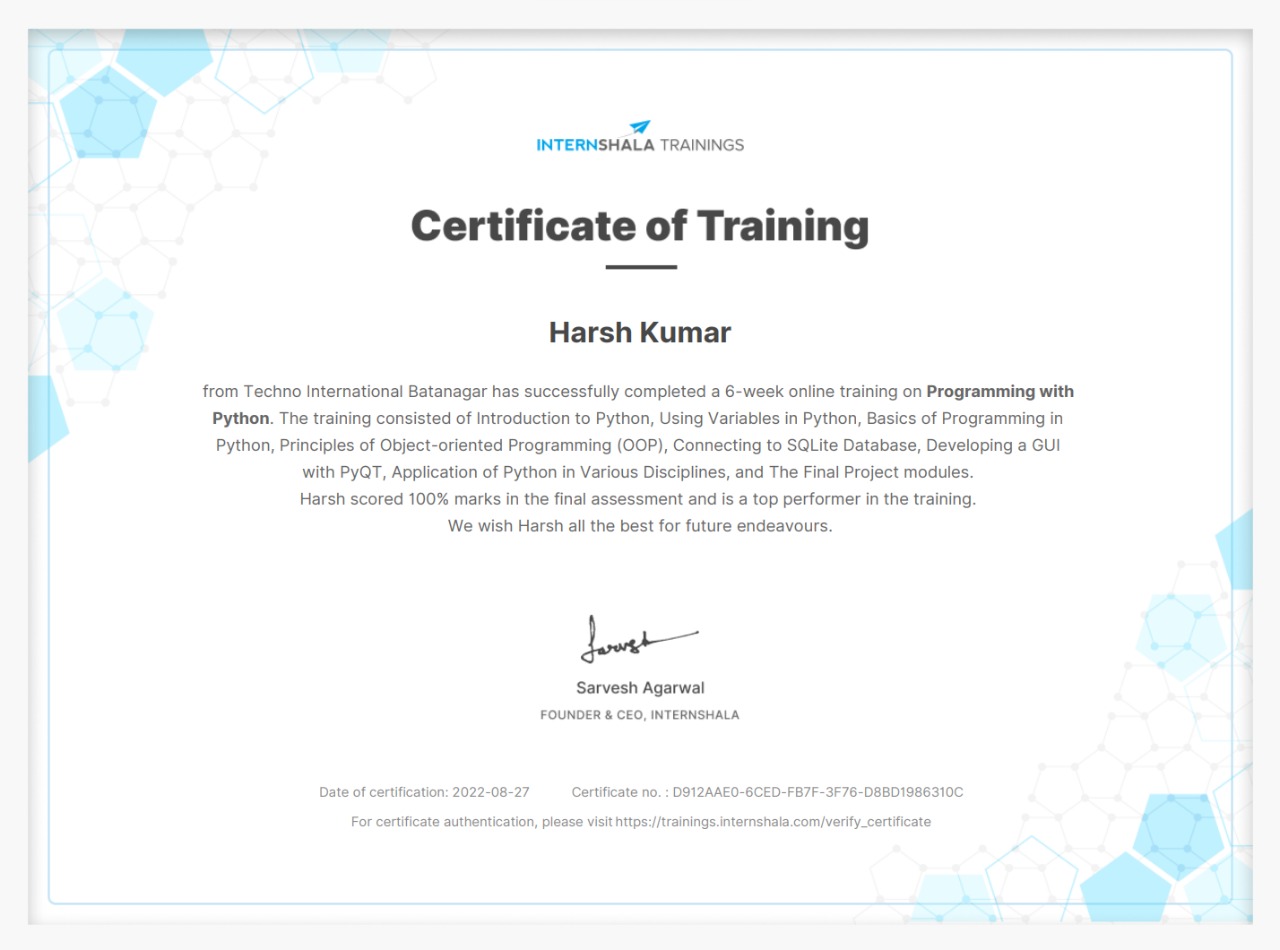 INTERNSHALA TRAININGS
Certificate of Training
Harsh Kumar
from Techno International Batanagar has successfully completed a 6-week online training on Programming with
Python. The training consisted of Introduction to Python, Using Variables in Python, Basics of Programming in
Python, Principles of Object-oriented Programming (OOP), Connecting to SQLite Database, Developing a GUI
with PyQT, Application of Python in Various Disciplines, and The Final Project modules.
Harsh scored 100% marks in the final assessment and is a top performer in the training.
We wish Harsh all the best for future endeavours.
Sarvesh
Sarvesh Agarwal
FOUNDER & CEO, INTERNSHALA
Date of certification: 2022-08-27 Certificate no. : D912AAE0-6CED-FB7F-3F76-D8BD1986310C
For certificate authentication, please visit https://trainings.internshala.com/verify_certificate